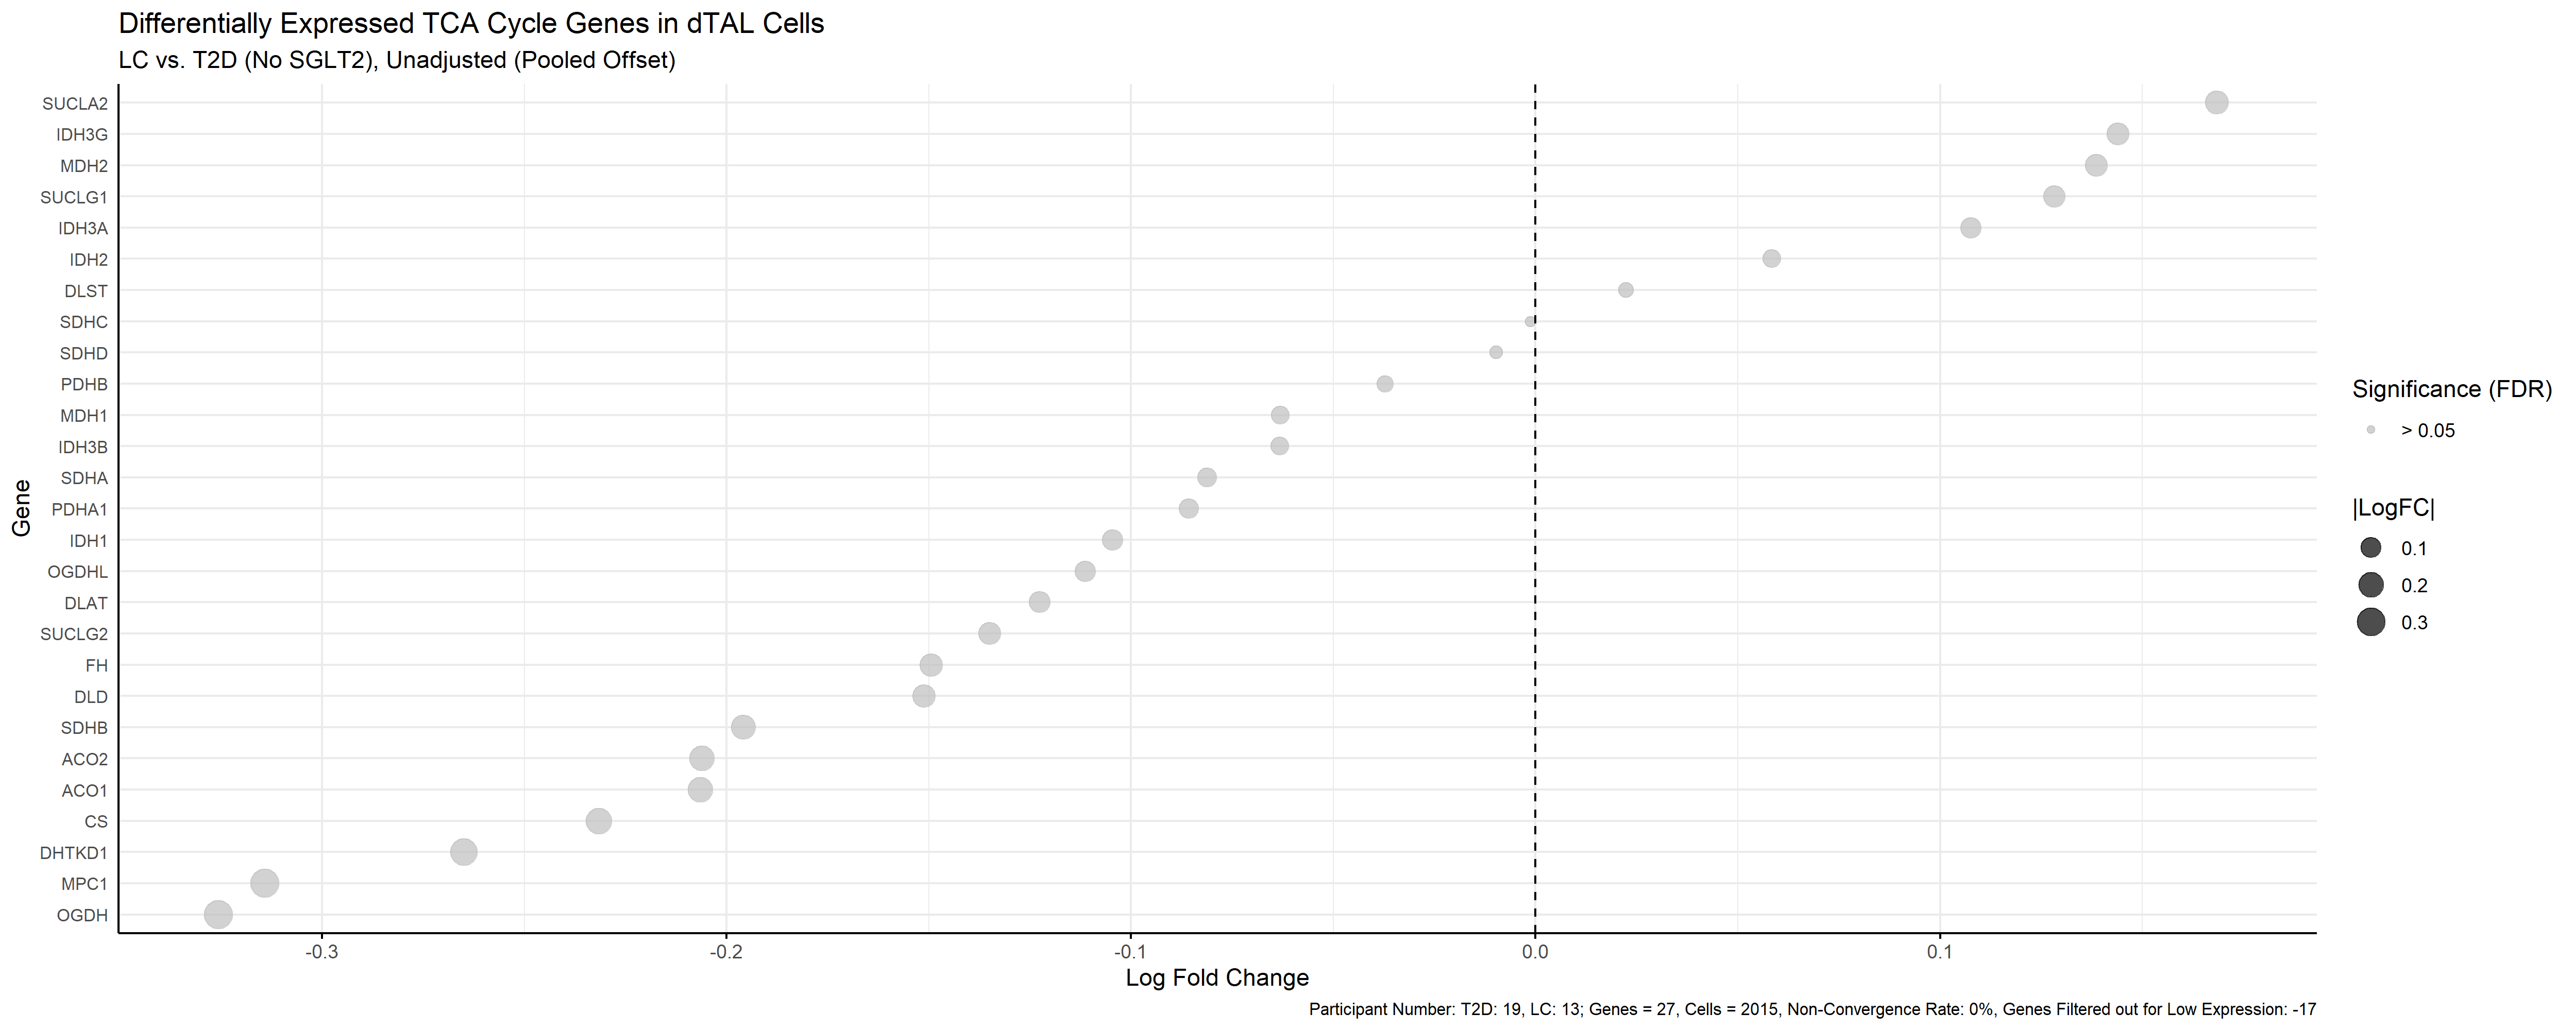 Differentially Expressed TCA Cycle Genes in dTAL Cells
LC vs. T2D (No SGLT2), Unadjusted (Pooled Offset)
Gene
SUCLA2
IDH3G
MDH2
SUCLG1
IDH3A
IDH2
DLST
SDHC
SDHD
PDHB
MDH1
IDH3B
SDHA
PDHA1
IDH1
OGDHL
DLAT
SUCLG2
FH
DLD
SDHB
ACO2
ACO1
CS
DHTKD1
MPC1
OGDH
-0.3 -0.2 -0.1 0.0 0.1
Log Fold Change
Significance (FDR)
> 0.05
|LogFC|
0.1
0.2
0.3
Participant Number: T2D: 19, LC: 13; Genes = 27, Cells = 2015, Non-Convergence Rate: 0%, Genes Filtered out for Low Expression: -17